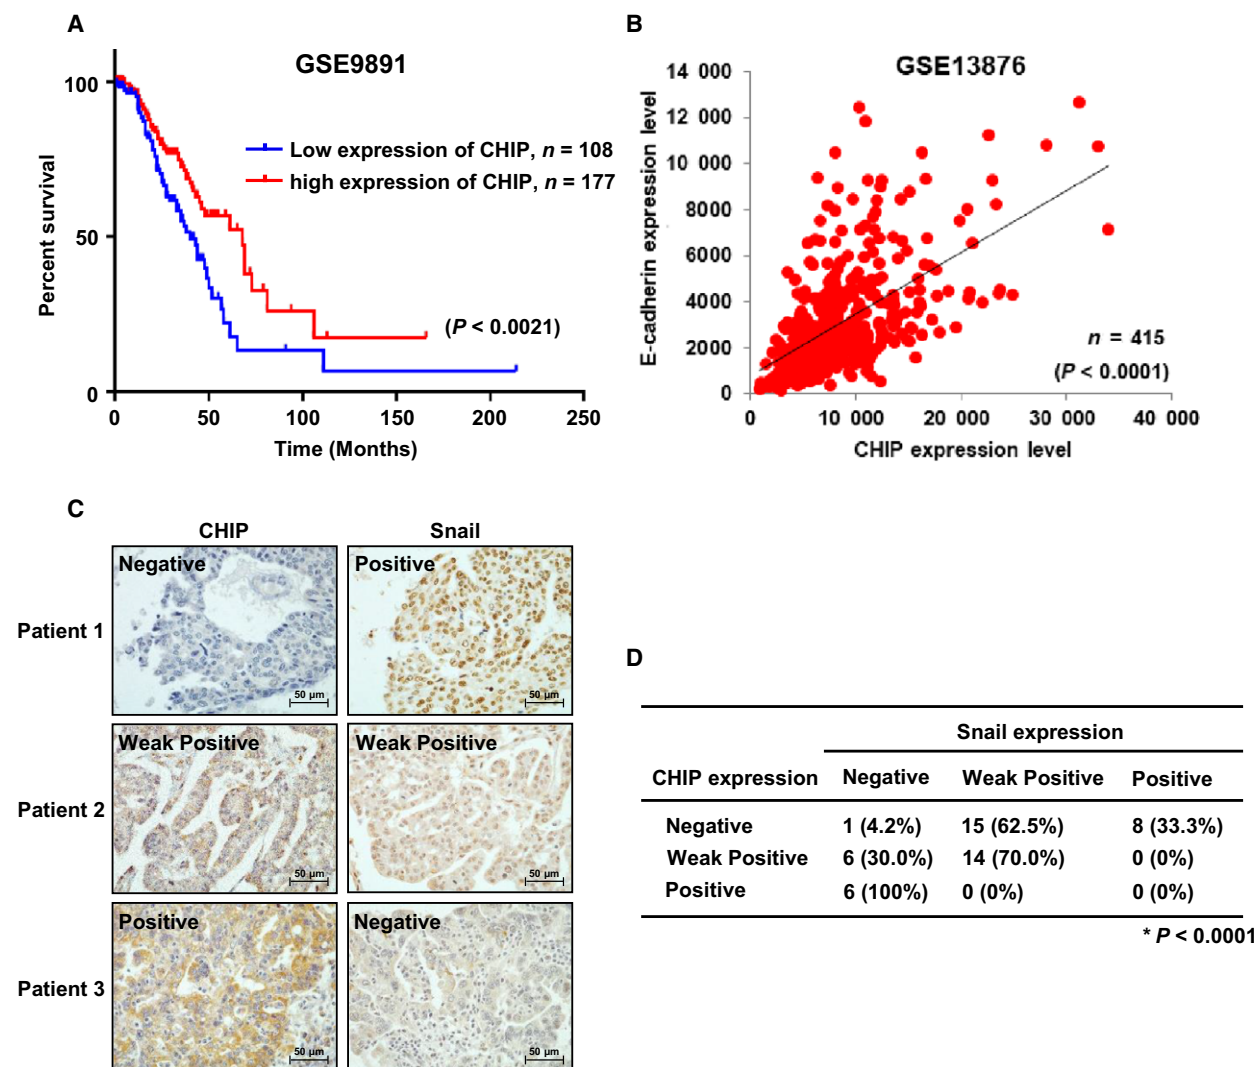 A
GSE9891
100
50
0
Percent survival
Low expression of CHIP, n = 108
high expression of CHIP, n = 177
(P < 0.0021)
0 50 100 150 200 250
Time (Months)
B
GSE13876
14 000
12 000
10 000
8000
6000
4000
2000
0
E-cadherin expression level
n = 415
(P < 0.0001)
0 10 000 20 000 30 000 40 000
CHIP expression level
C
CHIP Snail
Patient 1
Negative
50 µm
Positive
50 µm
Patient 2
Weak Positive
50 µm
Weak Positive
50 µm
Patient 3
Positive
50 µm
Negative
50 µm
D
Snail expression
CHIP expression Negative Weak Positive Positive
Negative 1 (4.2%) 15 (62.5%) 8 (33.3%)
Weak Positive 6 (30.0%) 14 (70.0%) 0 (0%)
Positive 6 (100%) 0 (0%) 0 (0%)
* P < 0.0001